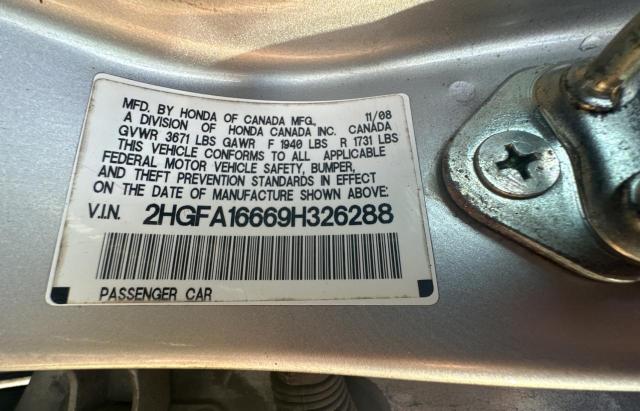 MFD. BY HONDA OF CANADA MFG., 11/08
A DIVISION OF HONDA CANADA INC. CANADA
GVWR 3671 LBS GAWR F 1940 LBS R 1731 LBS
THIS VEHICLE CONFORMS TO ALL APPLICABLE
FEDERAL MOTOR VEHICLE SAFETY, BUMPER,
AND THEFT PREVENTION STANDARDS IN EFFECT
ON THE DATE OF MANUFACTURE SHOWN ABOVE:
V.I.N. 2HGFA16669H326288
PASSENGER CAR